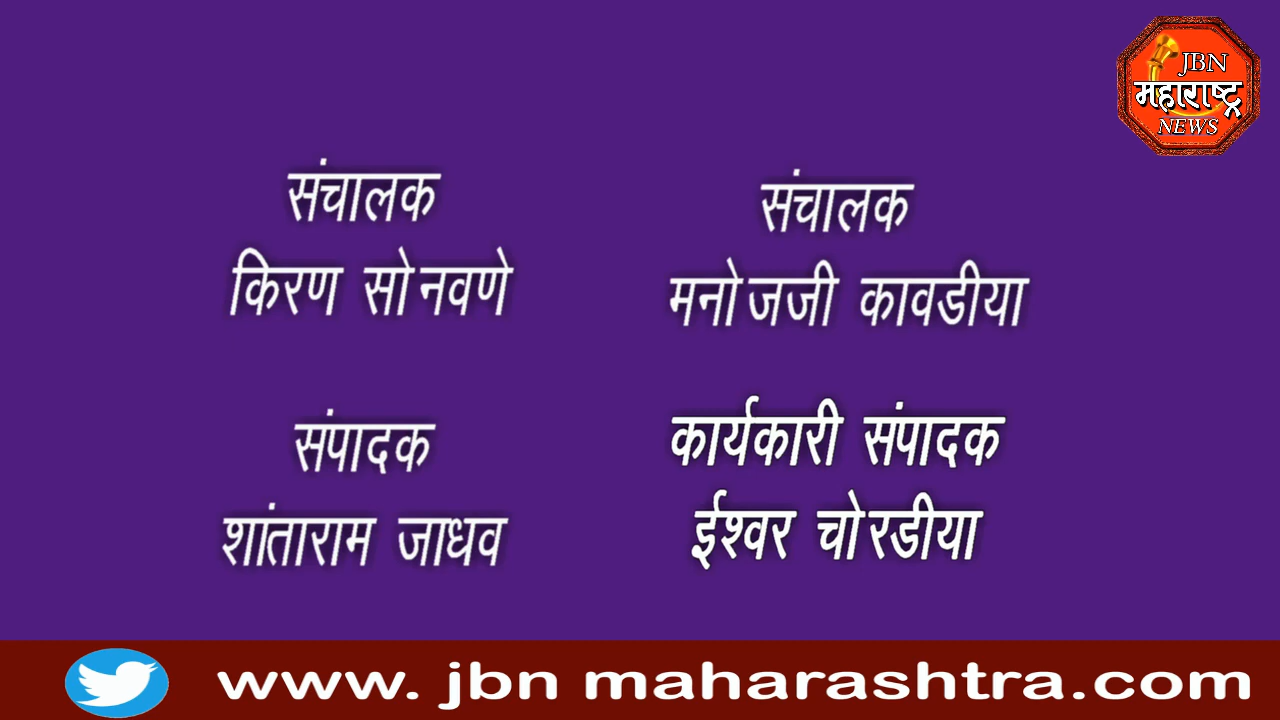 JBN
महाराष्ट्र
NEWS
संचालक
किरण सोनवणे
संचालक
मनोजजी कावडीया
संपादक
शांताराम जाधव
कार्यकारी संपादक
ईश्वर चोरडीया
www. jbn maharashtra.com